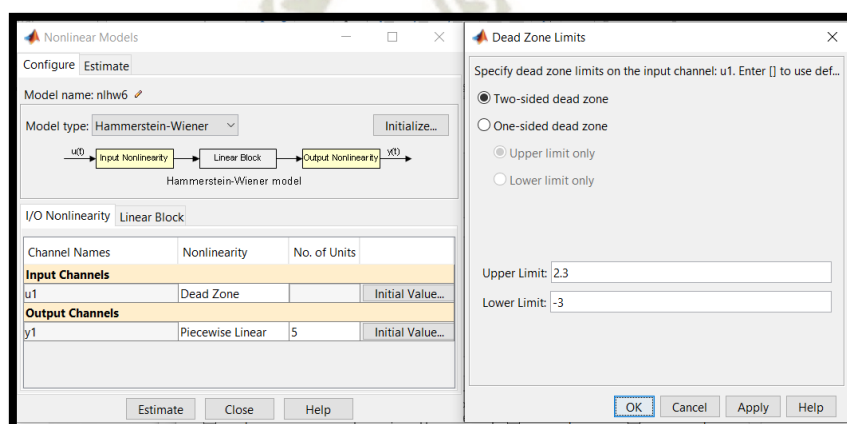 Nonlinear Models
Configure Estimate
Model name: nlhw6
Model type: Hammerstein-Wiener Initialize...
u(t) Input Nonlinearity Linear Block Output Nonlinearity y(t)
Hammerstein-Wiener model
I/O Nonlinearity Linear Block
Channel Names Nonlinearity No. of Units
Input Channels
u1 Dead Zone Initial Value...
Output Channels
y1 Piecewise Linear 5 Initial Value...
Estimate Close Help
Dead Zone Limits
Specify dead zone limits on the input channel: u1. Enter [] to use def...
Two-sided dead zone
One-sided dead zone
Upper limit only
Lower limit only
Upper Limit: 2.3
Lower Limit: -3
OK Cancel Apply Help